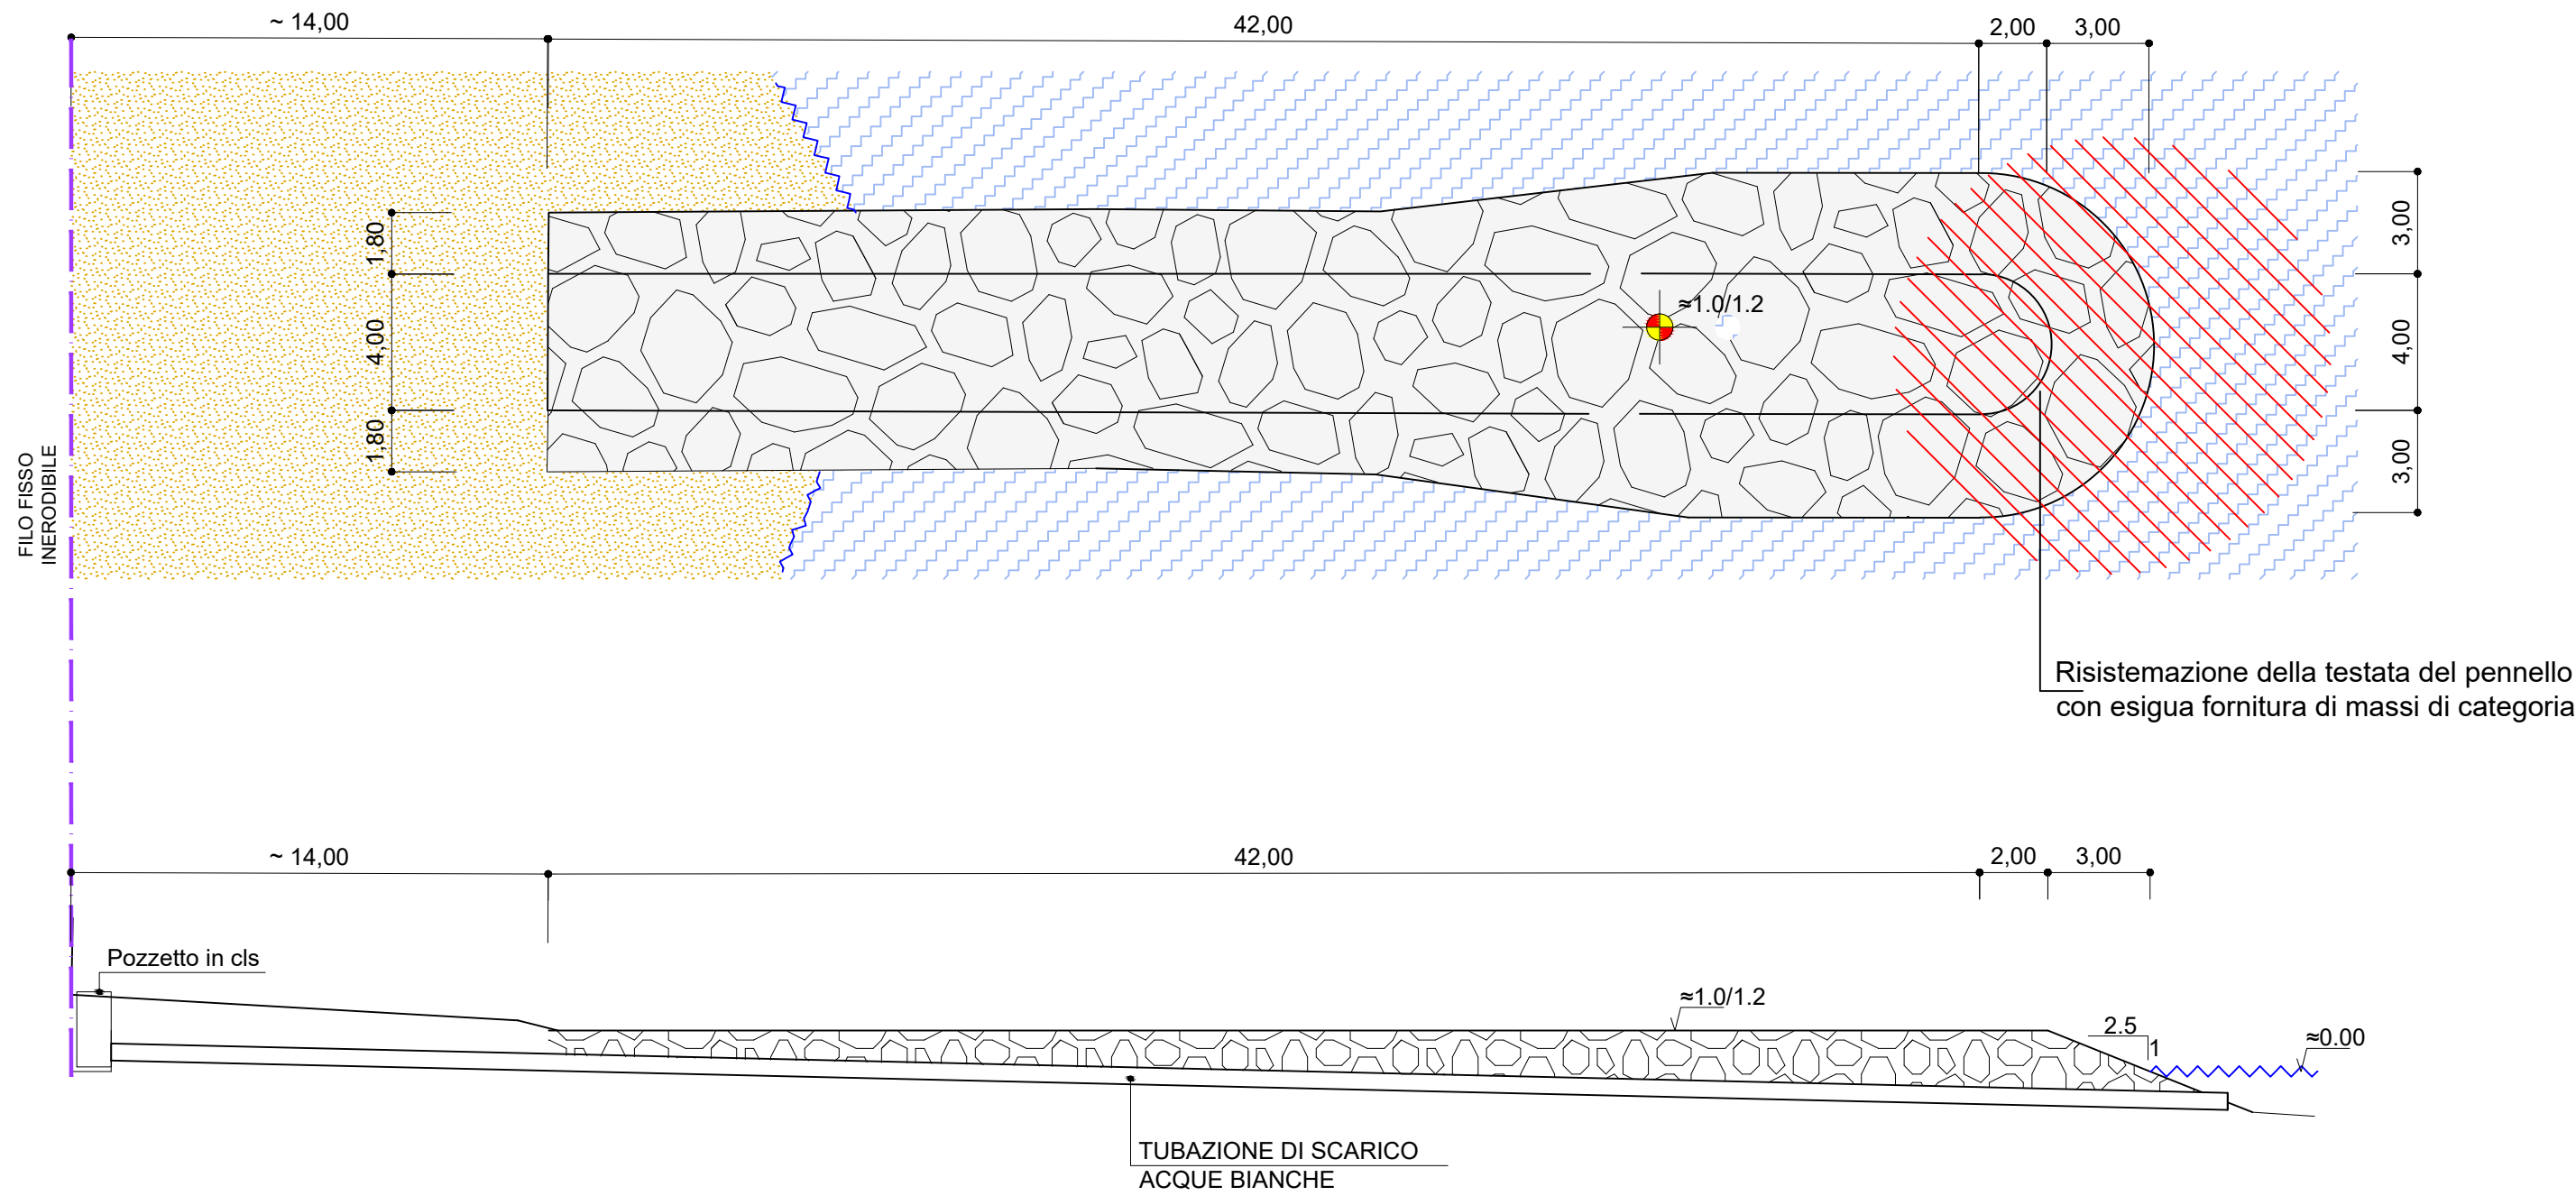 ~ 14,00
42,00
2,00
3,00
1,80
4,00
1,80
≈1.0/1.2
3,00
4,00
3,00
FILO FISSO
INERODIBILE
Risistemazione della testata del pennello
con esigua fornitura di massi di categoria
~ 14,00
42,00
2,00
3,00
Pozzetto in cls
≈1.0/1.2
2.5
1
≈0.00
TUBAZIONE DI SCARICO
ACQUE BIANCHE